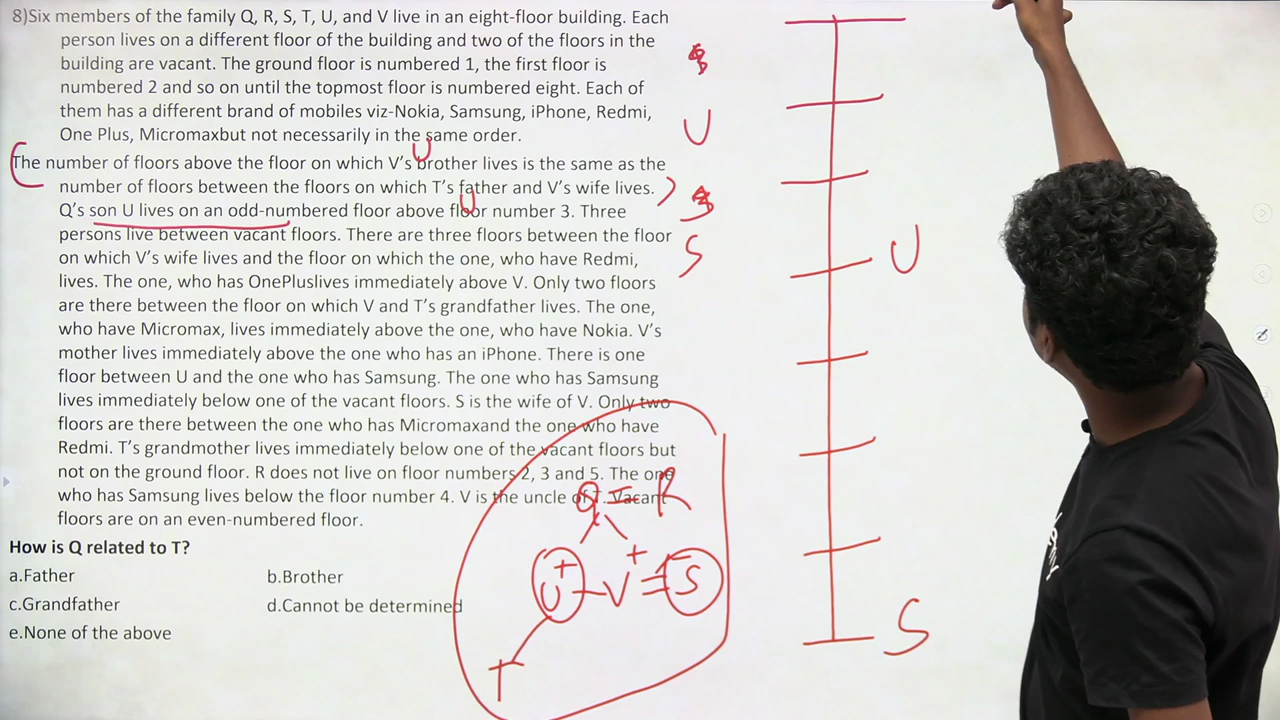 8)Six members of the family Q, R, S, T, U, and V live in an eight-floor building. Each
person lives on a different floor of the building and two of the floors in the
building are vacant. The ground floor is numbered 1, the first floor is
numbered 2 and so on until the topmost floor is numbered eight. Each of
them has a different brand of mobiles viz-Nokia, Samsung, iPhone, Redmi,
One Plus, Micromaxbut not necessarily in the same order.
The number of floors above the floor on which V's brother lives is the same as the
number of floors between the floors on which T's father and V's wife lives.
Q's son U lives on an odd-numbered floor above floor number 3. Three
persons live between vacant floors. There are three floors between the floor
on which V's wife lives and the floor on which the one, who have Redmi,
lives. The one, who has OnePluslives immediately above V. Only two floors
are there between the floor on which V and T's grandfather lives. The one,
who have Micromax, lives immediately above the one, who have Nokia. V's
mother lives immediately above the one who has an iPhone. There is one
floor between U and the one who has Samsung. The one who has Samsung
lives immediately below one of the vacant floors. S is the wife of V. Only two
floors are there between the one who has Micromaxand the one who have
Redmi. T's grandmother lives immediately below one of the vacant floors but
not on the ground floor. R does not live on floor numbers 2, 3 and 5. The one
who has Samsung lives below the floor number 4. V is the uncle of T. Vacant
floors are on an even-numbered floor.
How is Q related to T?
a.Father
b.Brother
c.Grandfather
d.Cannot be determined
e.None of the above
U
U
U
S
U
S
Q = R
U + – V + = S
T